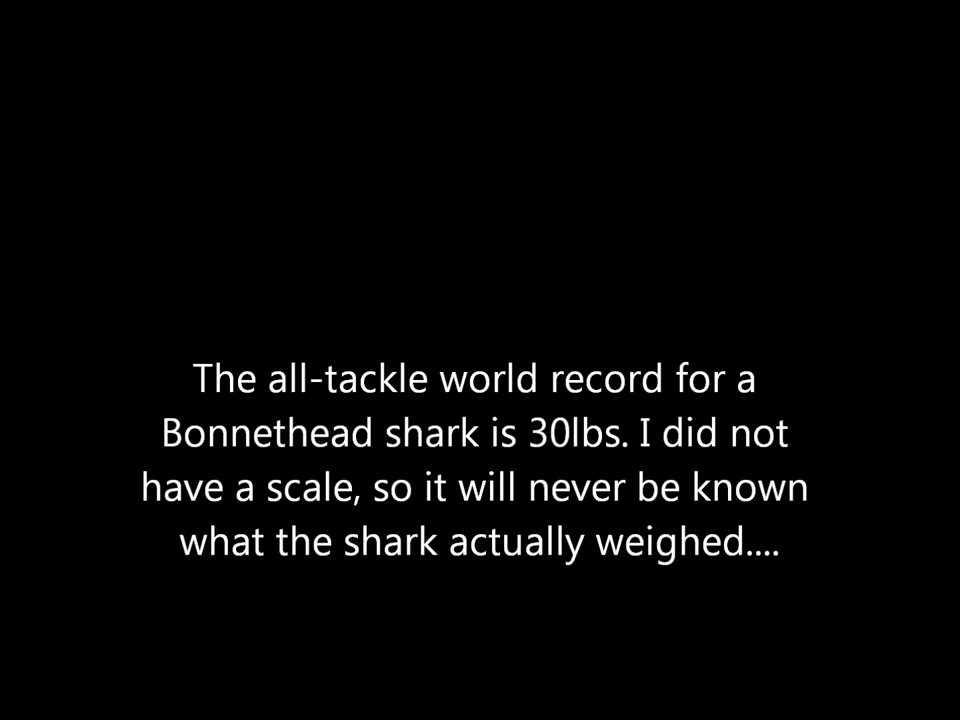 The all-tackle world record for a
Bonnethead shark is 30lbs. I did not
have a scale, so it will never be known
what the shark actually weighed....